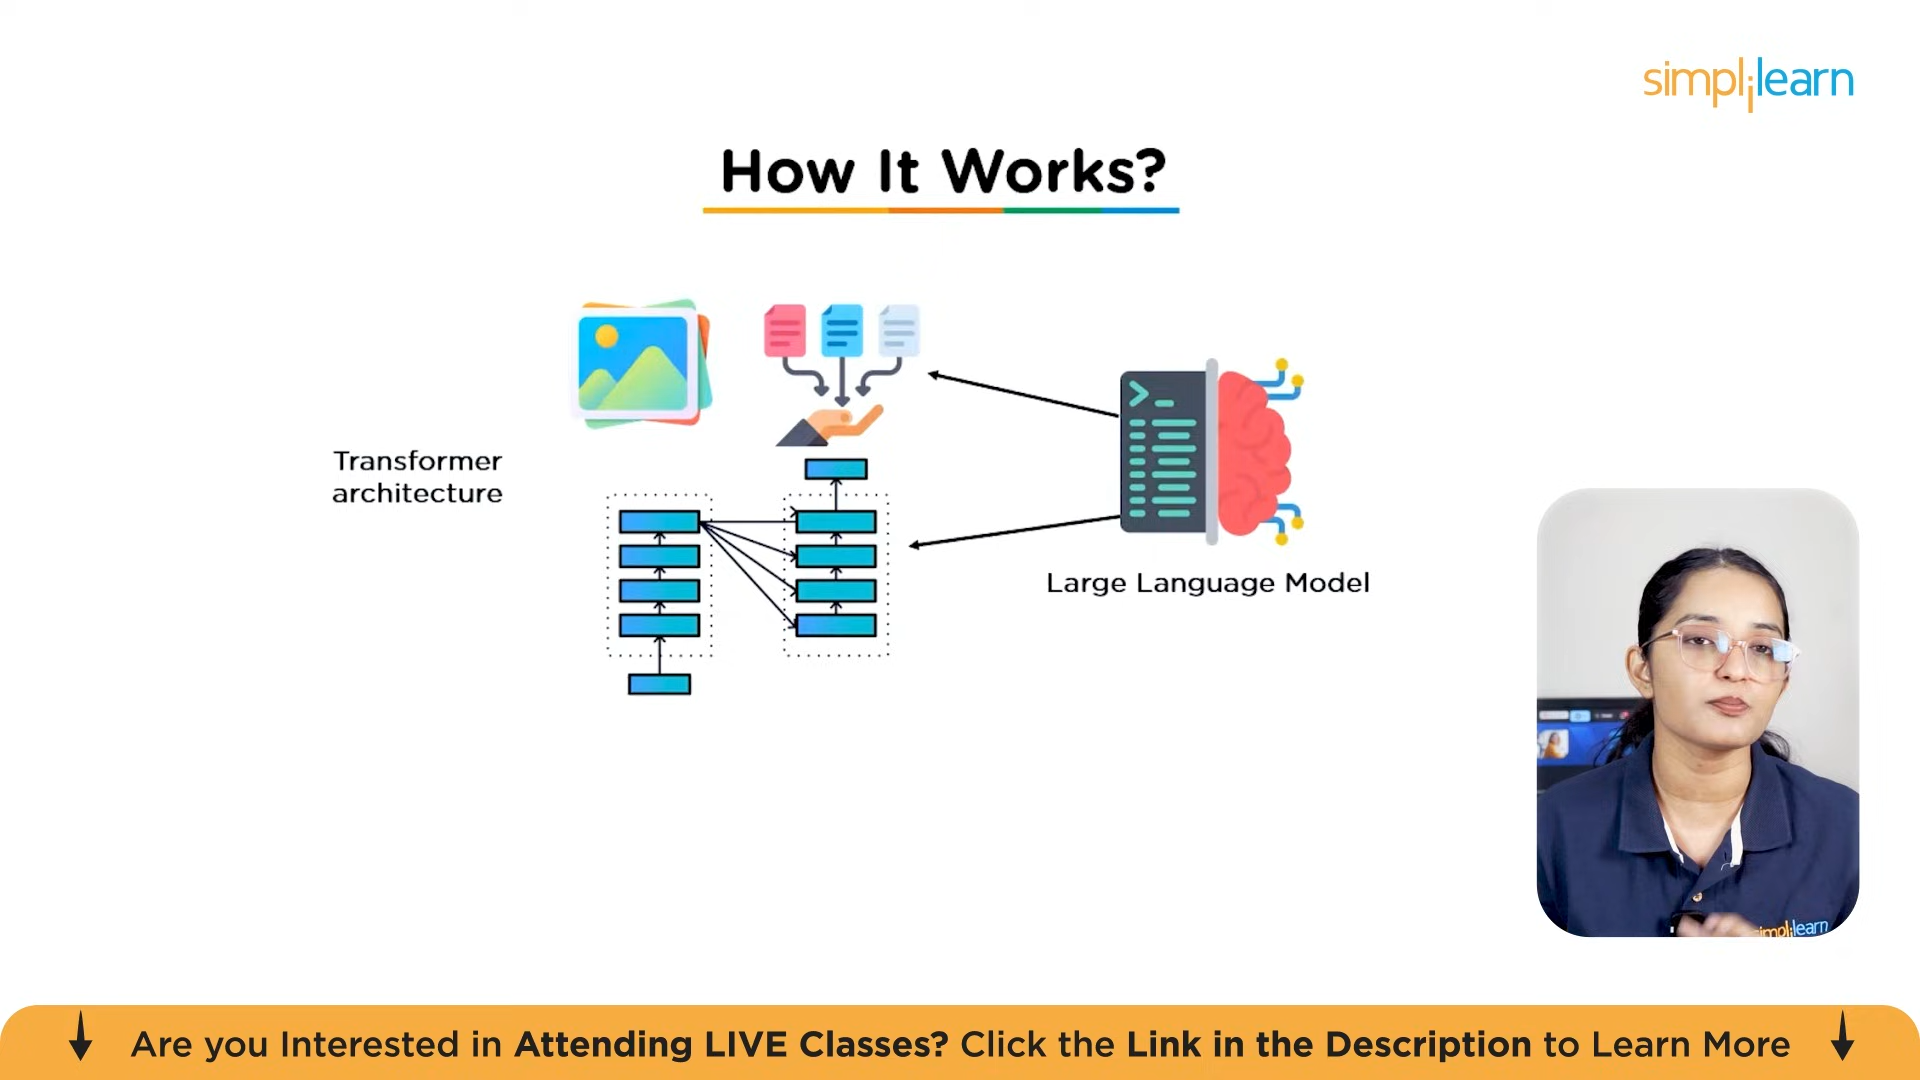 simplilearn
How It Works?
Transformer
architecture
Large Language Model
simplilearn
Are you Interested in Attending LIVE Classes? Click the Link in the Description to Learn More